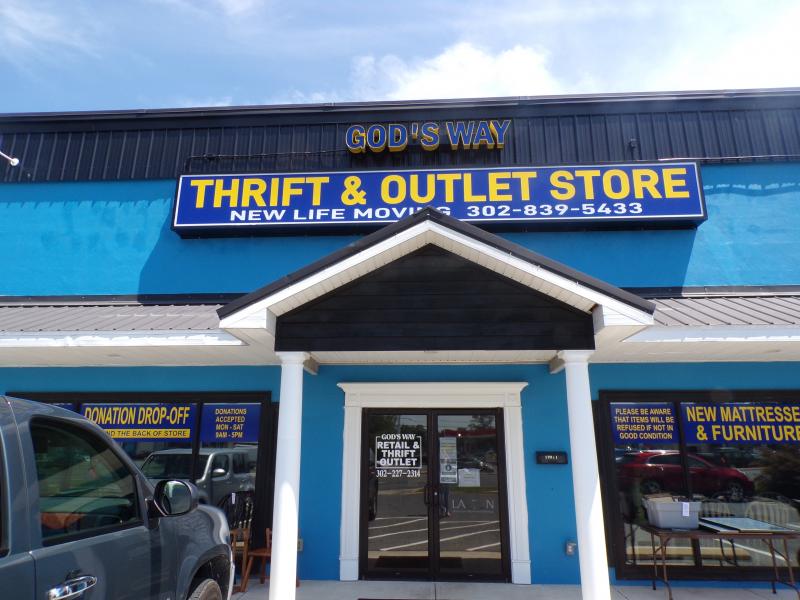 GOD'S WAY
THRIFT & OUTLET STORE
NEW LIFE MOVING 302-839-5433
DONATION DROP-OFF
THE BACK OF STORE
DONATIONS
ACCEPTED
MON - SAT
9AM - 5PM
GOD'S WAY
RETAIL &
THRIFT
OUTLET
302-227-2314
PLEASE BE AWARE
THAT ITEMS WILL BE
REFUSED IF NOT IN
GOOD CONDITION
NEW MATTRESSE
& FURNITURE